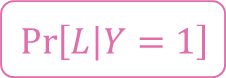 Pr[L|Y = 1]